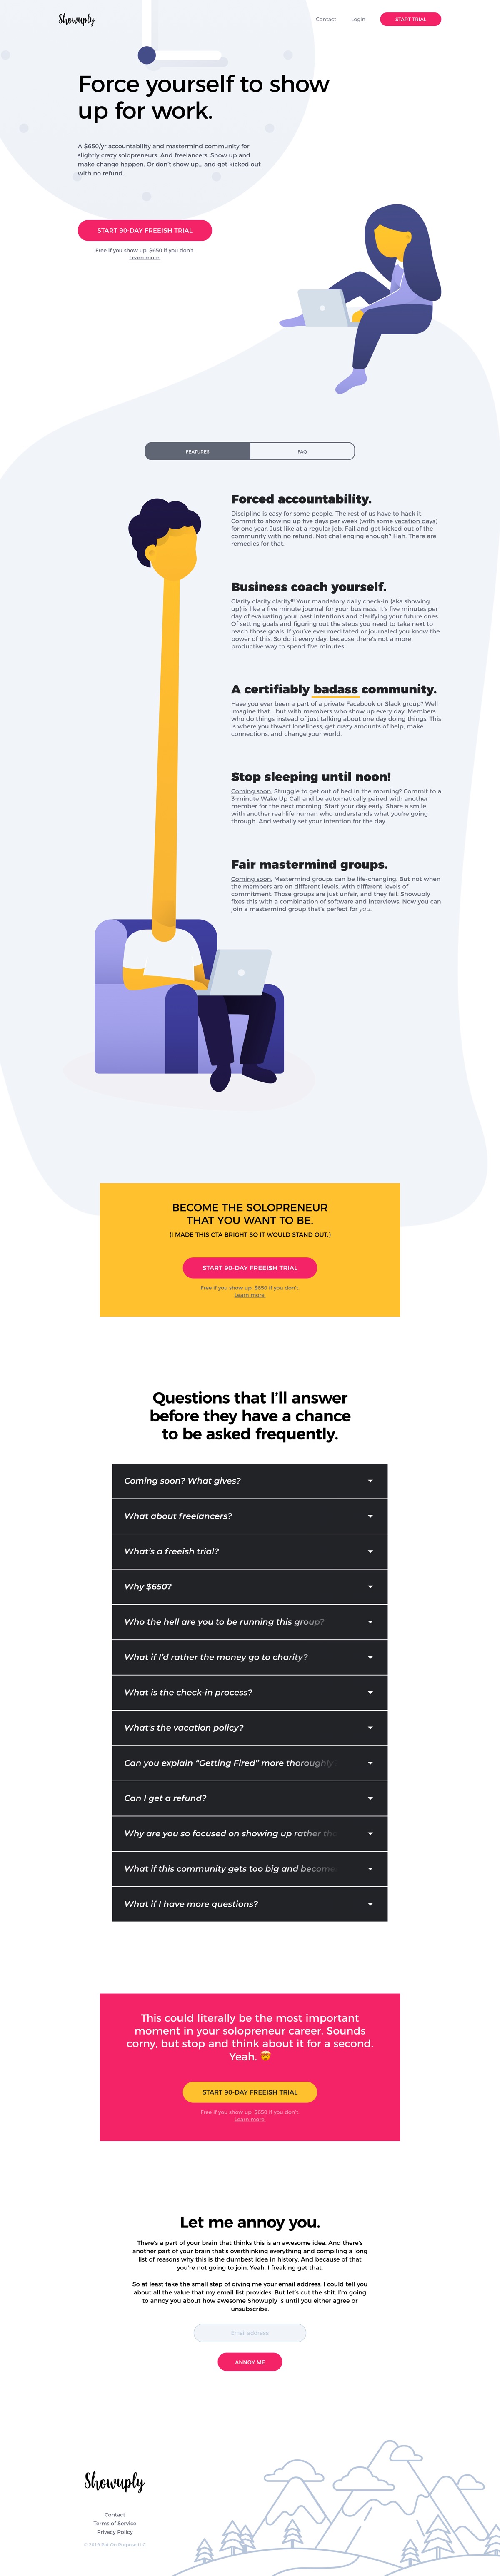 Showuply
Contact
Login
START TRIAL
Force yourself to show
up for work.
A $650/yr accountability and mastermind community for
slightly crazy solopreneurs. And freelancers. Show up and
make change happen. Or don't show up... and get kicked out
with no refund.
START 90-DAY FREEISH TRIAL
Free if you show up. $650 if you don't.
Learn more.
FEATURES
FAQ
Forced accountability.
Discipline is easy for some people. The rest of us have to hack it.
Commit to showing up five days per week (with some vacation days)
for one year. Just like at a regular job. Fail and get kicked out of the
community with no refund. Not challenging enough? Hah. There are
remedies for that.
Business coach yourself.
Clarity clarity clarity!!! Your mandatory daily check-in (aka showing
up) is like a five minute journal for your business. It's five minutes per
day of evaluating your past intentions and clarifying your future ones.
Of setting goals and figuring out the steps you need to take next to
reach those goals. If you've ever meditated or journaled you know the
power of this. So do it every day, because there's not a more
productive way to spend five minutes.
A certifiably badass community.
Have you ever been a part of a private Facebook or Slack group? Well
imagine that... but with members who show up every day. Members
who do things instead of just talking about one day doing things. This
is where you thwart loneliness, get crazy amounts of help, make
connections, and change your world.
Stop sleeping until noon!
Coming soon. Struggle to get out of bed in the morning? Commit to a
3-minute Wake Up Call and be automatically paired with another
member for the next morning. Start your day early. Share a smile
with another real-life human who understands what you're going
through. And verbally set your intention for the day.
Fair mastermind groups.
Coming soon. Mastermind groups can be life-changing. But not when
the members are on different levels, with different levels of
commitment. Those groups are just unfair, and they fail. Showuply
fixes this with a combination of software and interviews. Now you can
join a mastermind group that's perfect for you.
BECOME THE SOLOPRENEUR
THAT YOU WANT TO BE.
(I MADE THIS CTA BRIGHT SO IT WOULD STAND OUT.)
START 90-DAY FREEISH TRIAL
Free if you show up. $650 if you don't.
Learn more.
Questions that I'll answer
before they have a chance
to be asked frequently.
Coming soon? What gives?
What about freelancers?
What's a freeish trial?
Why $650?
Who the hell are you to be running this group?
What if I'd rather the money go to charity?
What is the check-in process?
What's the vacation policy?
Can you explain "Getting Fired" more thoroughly
Can I get a refund?
Why are you so focused on showing up rather
What if this community gets too big and
What if I have more questions?
This could literally be the most important
moment in your solopreneur career. Sounds
corny, but stop and think about it for a second.
Yeah. 🤯
START 90-DAY FREEISH TRIAL
Free if you show up. $650 if you don't.
Learn more.
Let me annoy you.
There's a part of your brain that thinks this is an awesome idea. And there's
another part of your brain that's overthinking everything and compiling a long
list of reasons why this is the dumbest idea in history. And because of that
you're not going to join. Yeah. I freaking get that.
So at least take the small step of giving me your email address. I could tell you
about all the value that my email list provides. But let's cut the shit. I'm going
to annoy you about how awesome Showuply is until you either agree or
unsubscribe.
Email address
ANNOY ME
Showuply
Contact
Terms of Service
Privacy Policy
© 2019 Fat On Purpose LLC